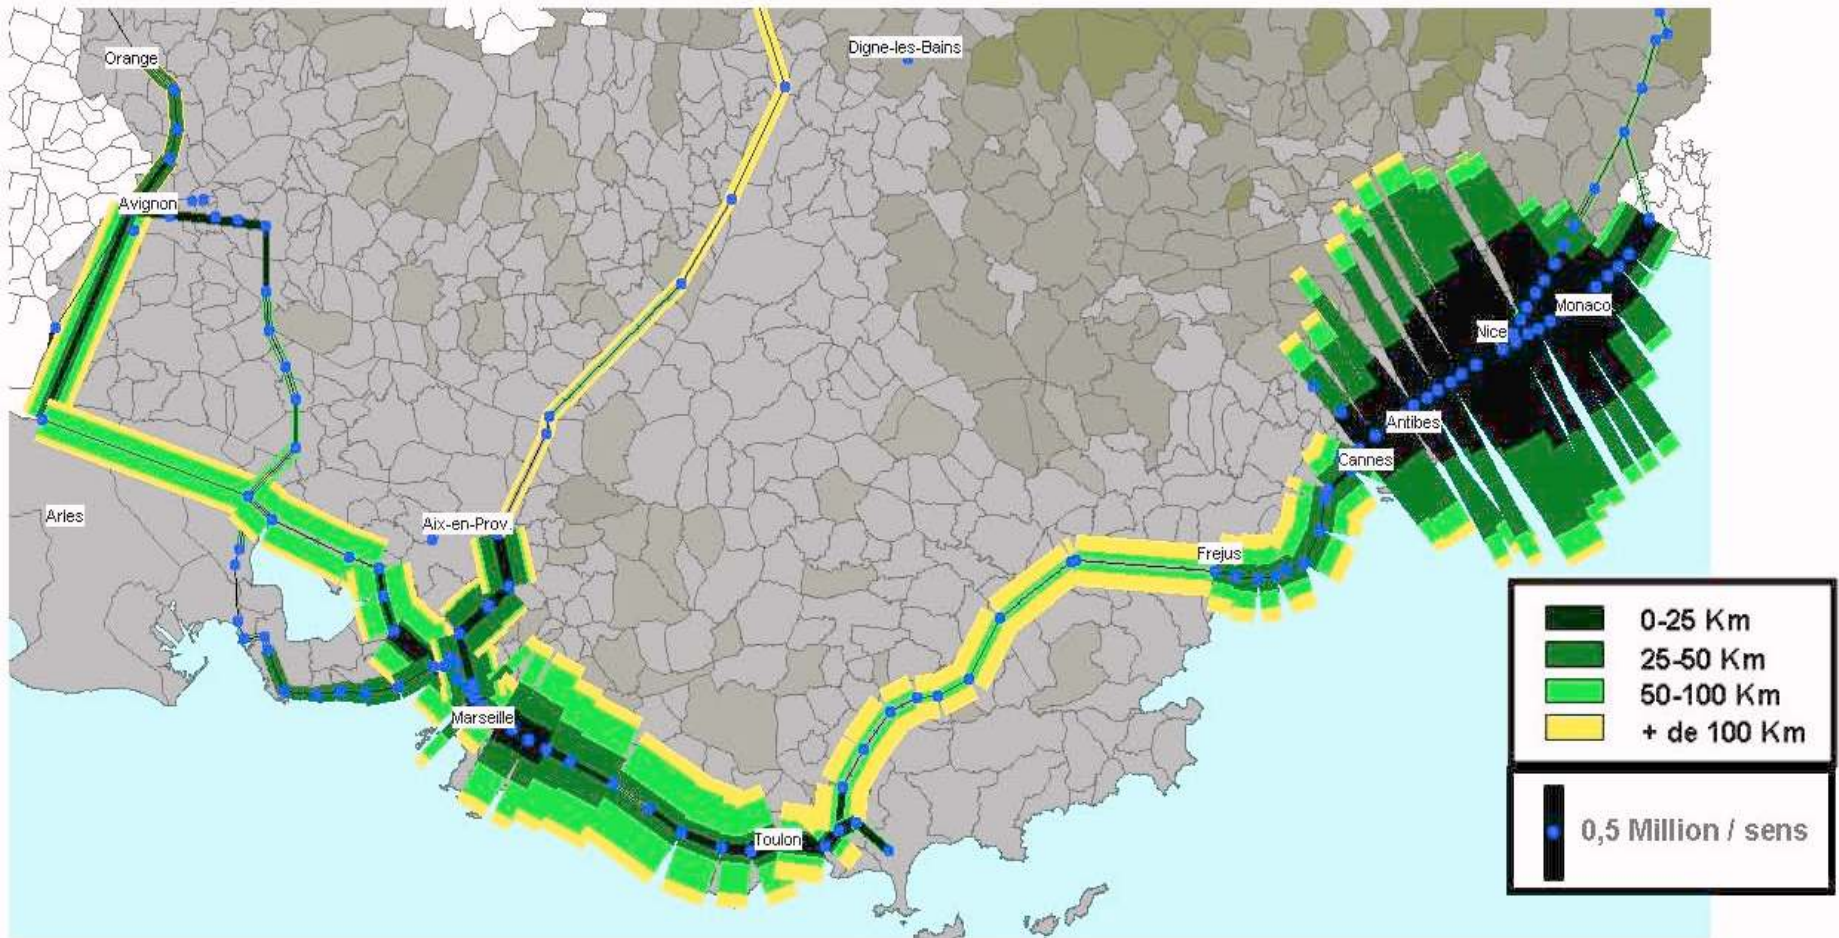 Orange
Digne-les-Bains
Avignon
Monaco
Nice
Antibes
Cannes
Arles
Aix-en-Prov.
Frejus
Marseille
Toulon
0-25 Km
25-50 Km
50-100 Km
+ de 100 Km
0,5 Million / sens